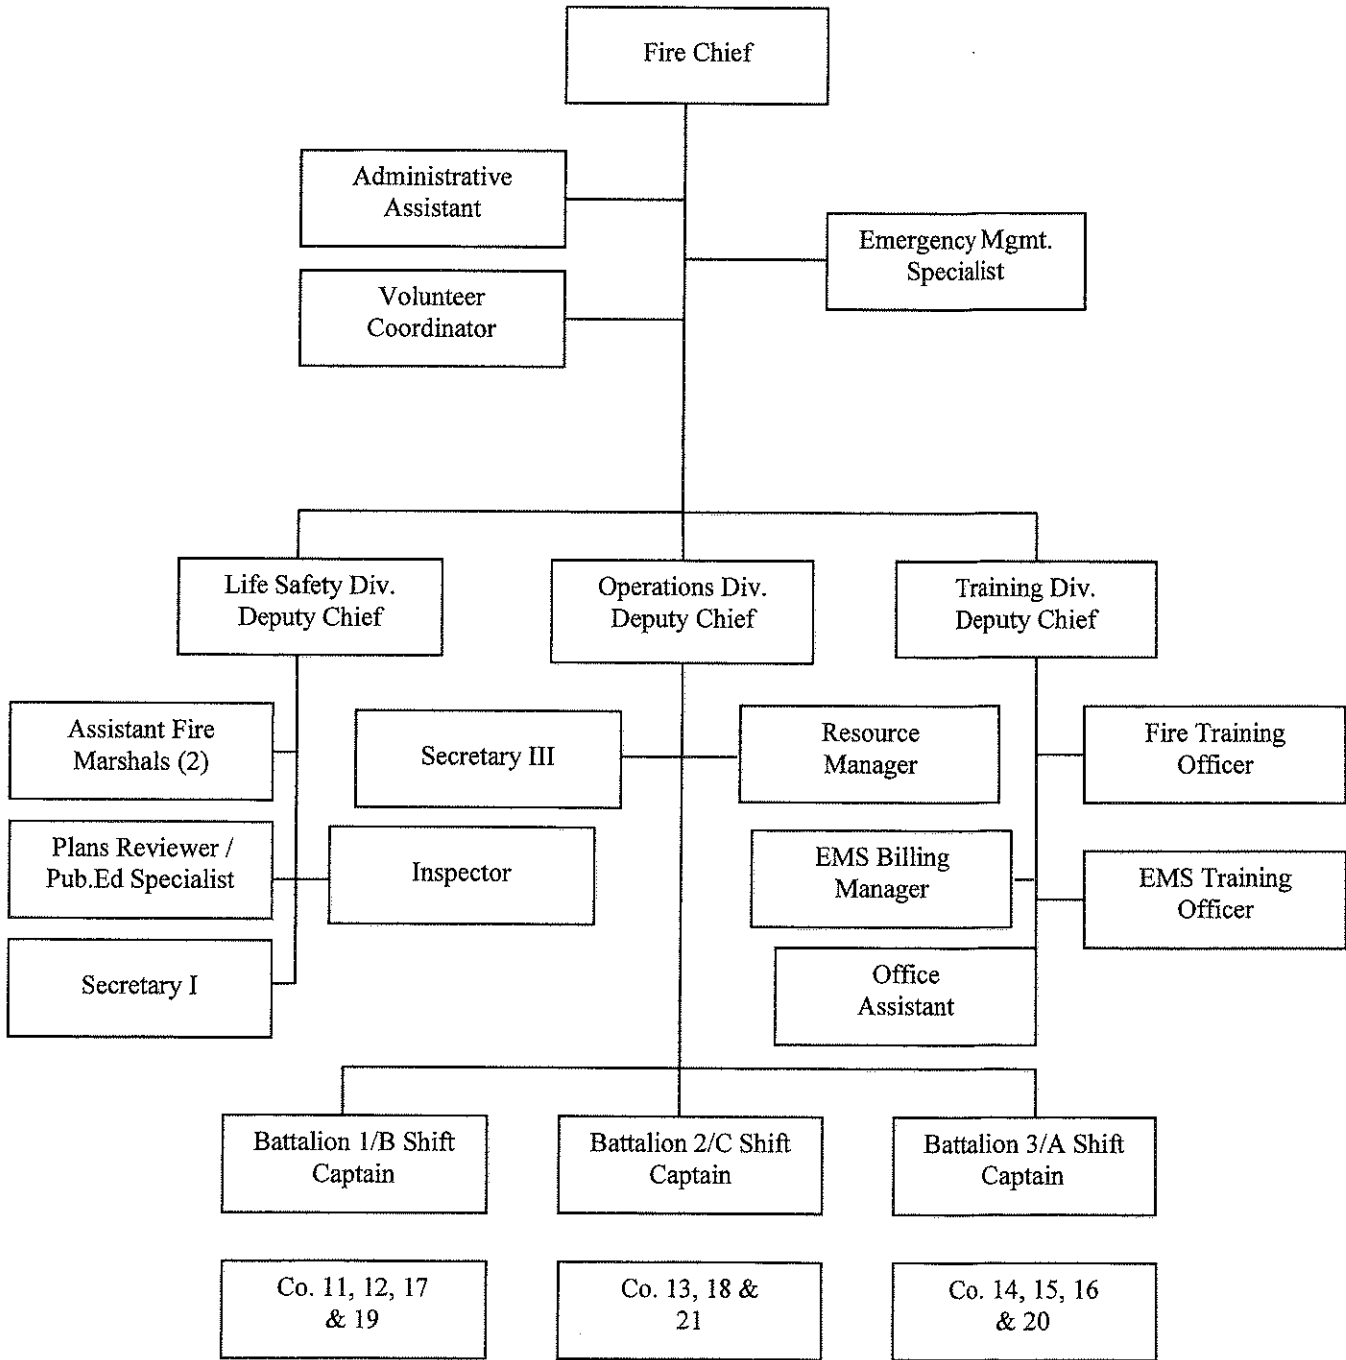 Fire Chief
Administrative
Assistant
Emergency Mgmt.
Specialist
Volunteer
Coordinator
Life Safety Div.
Deputy Chief
Operations Div.
Deputy Chief
Training Div.
Deputy Chief
Assistant Fire
Marshals (2)
Secretary III
Resource
Manager
Fire Training
Officer
Plans Reviewer /
Pub.Ed Specialist
Inspector
EMS Billing
Manager
EMS Training
Officer
Secretary I
Office
Assistant
Battalion 1/B Shift
Captain
Battalion 2/C Shift
Captain
Battalion 3/A Shift
Captain
Co. 11, 12, 17
& 19
Co. 13, 18 &
21
Co. 14, 15, 16
& 20